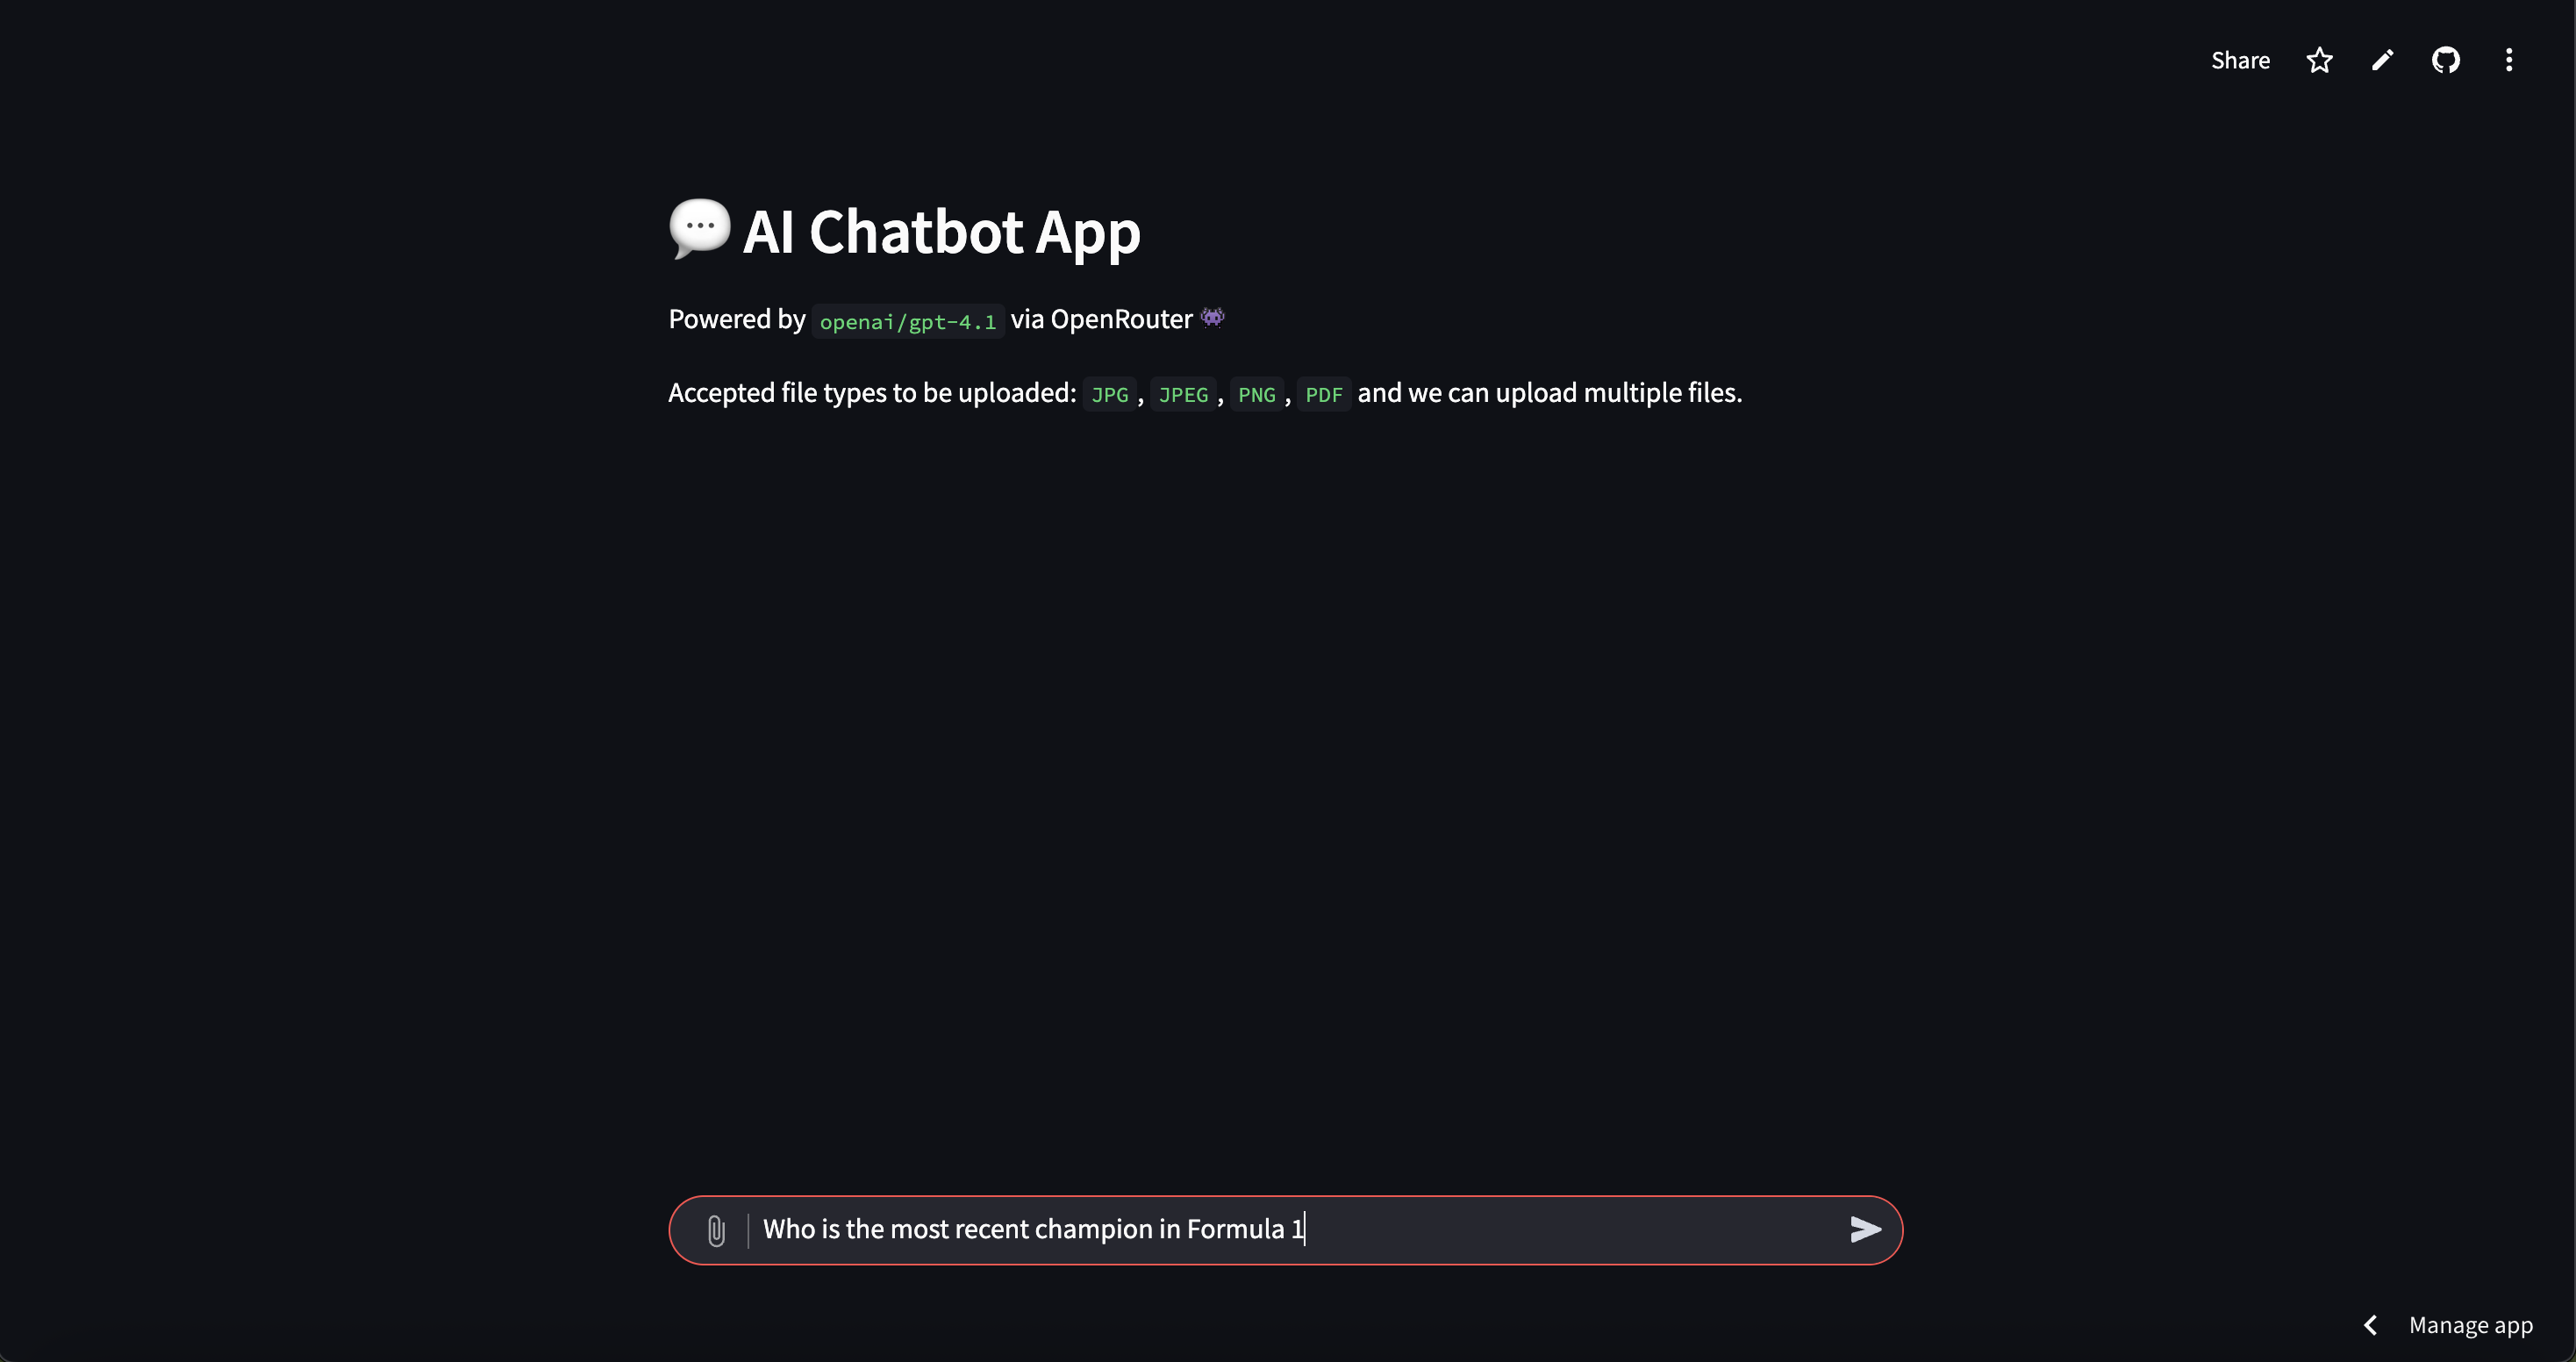 Share
AI Chatbot App
Powered by openai/gpt-4.1 via OpenRouter
Accepted file types to be uploaded: JPG, JPEG, PNG, PDF and we can upload multiple files.
Who is the most recent champion in Formula 1
Manage app